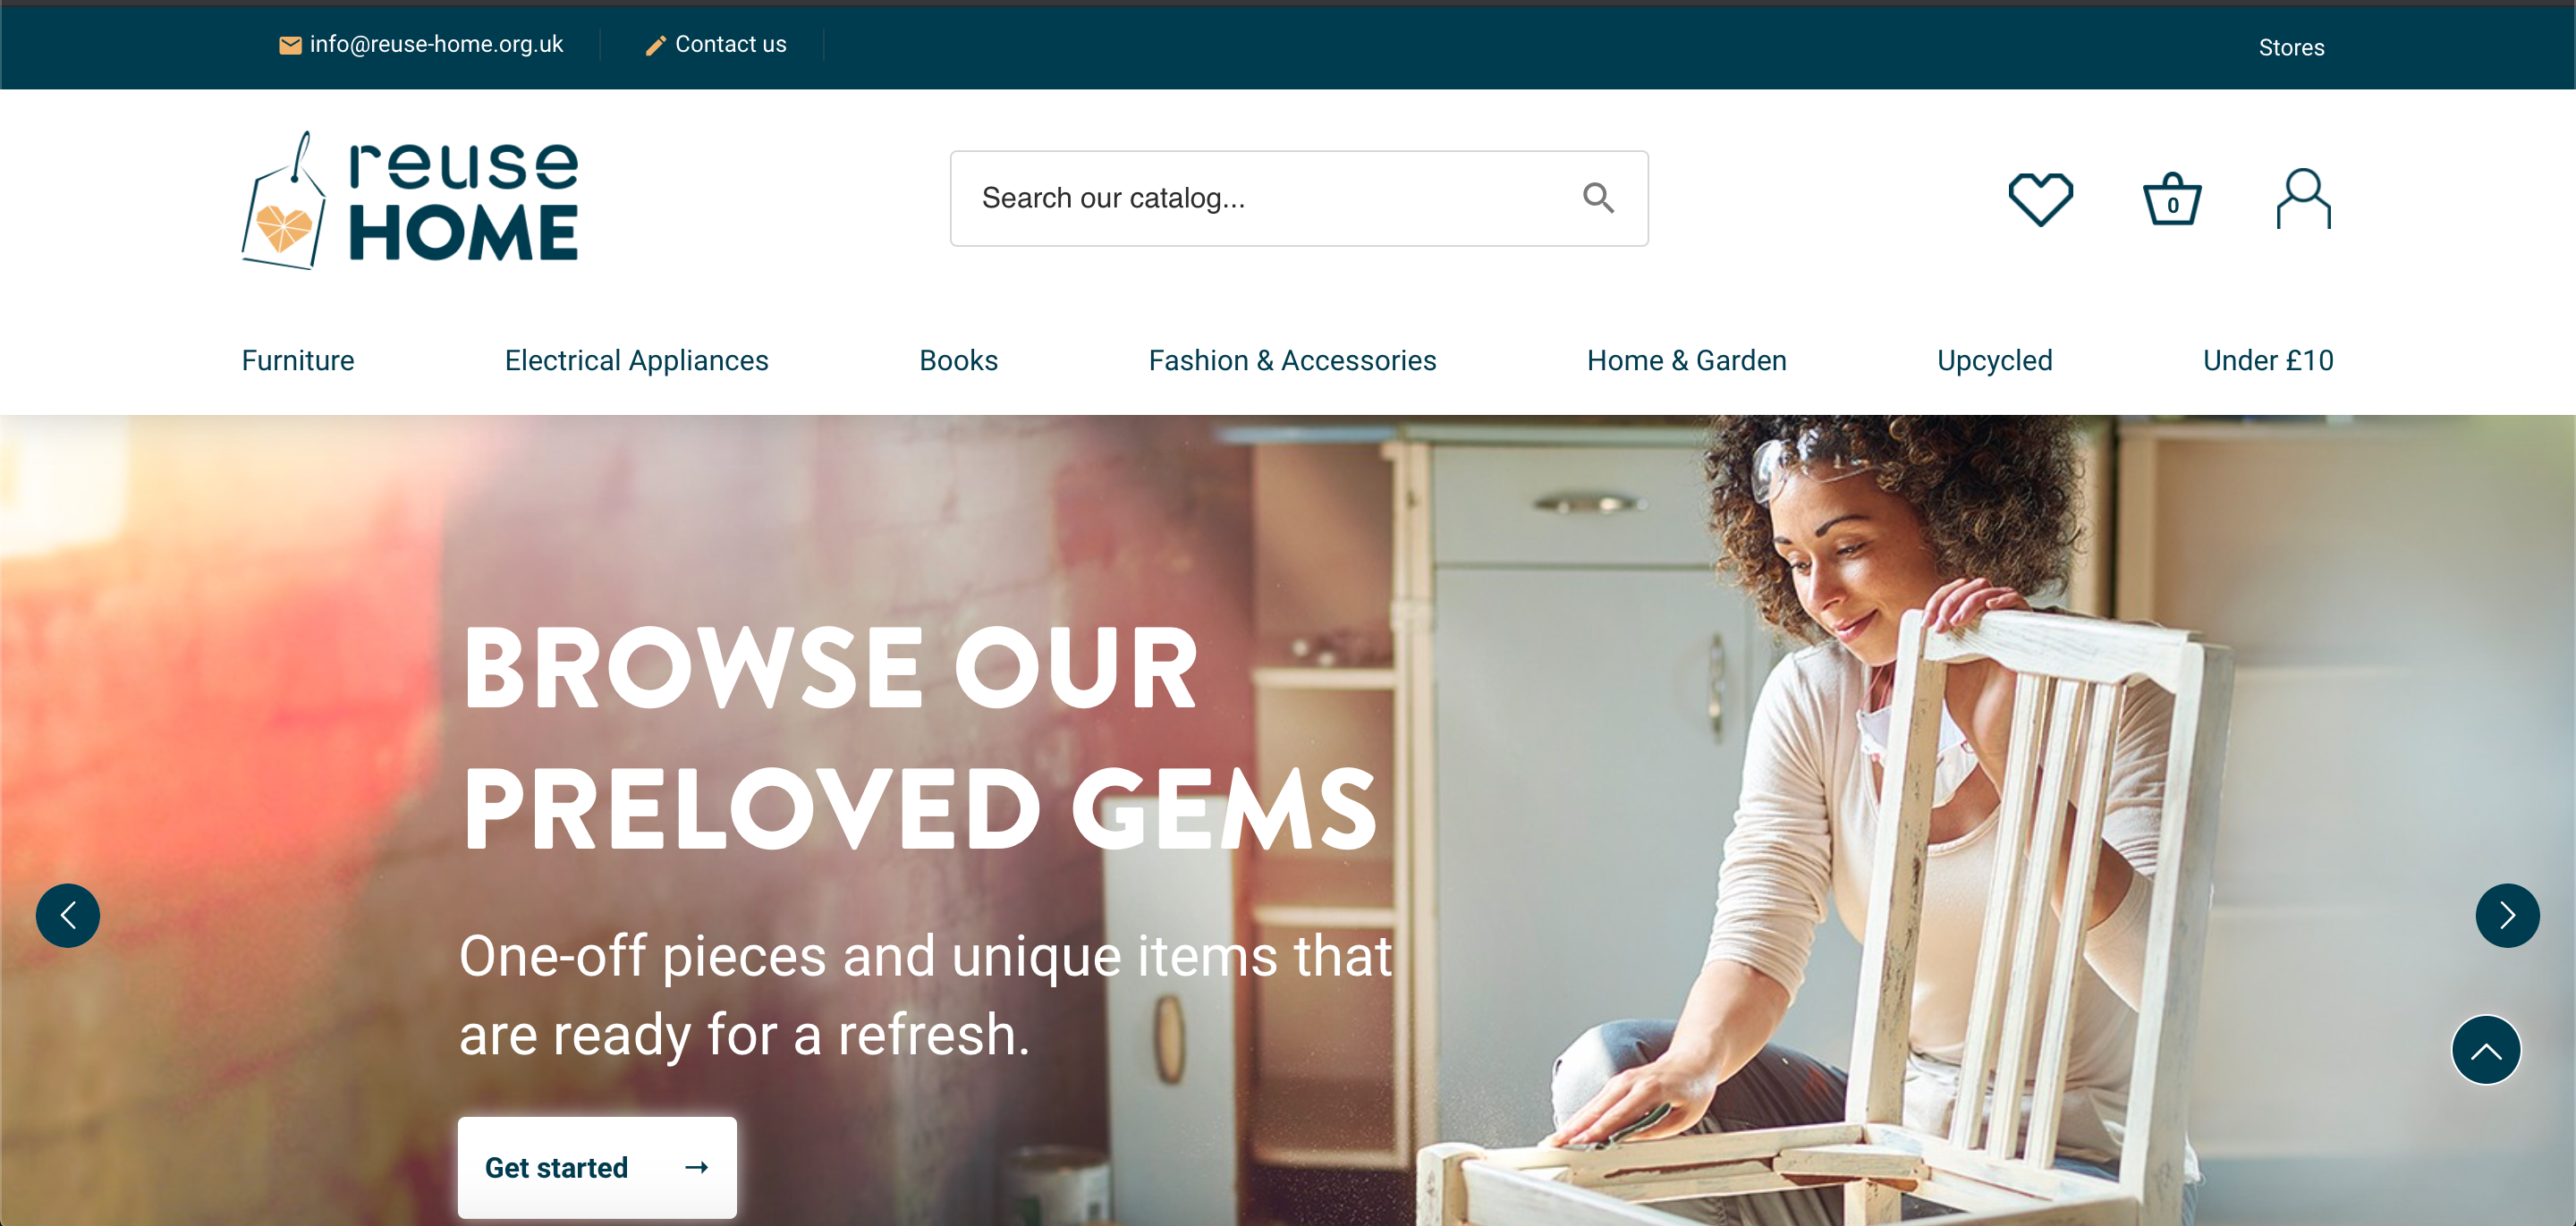 info@reuse-home.org.uk
Contact us
Stores
reuse
HOME
Search our catalog...
0
Furniture
Electrical Appliances
Books
Fashion & Accessories
Home & Garden
Upcycled
Under £10
BROWSE OUR
PRELOVED GEMS
One-off pieces and unique items that
are ready for a refresh.
Get started